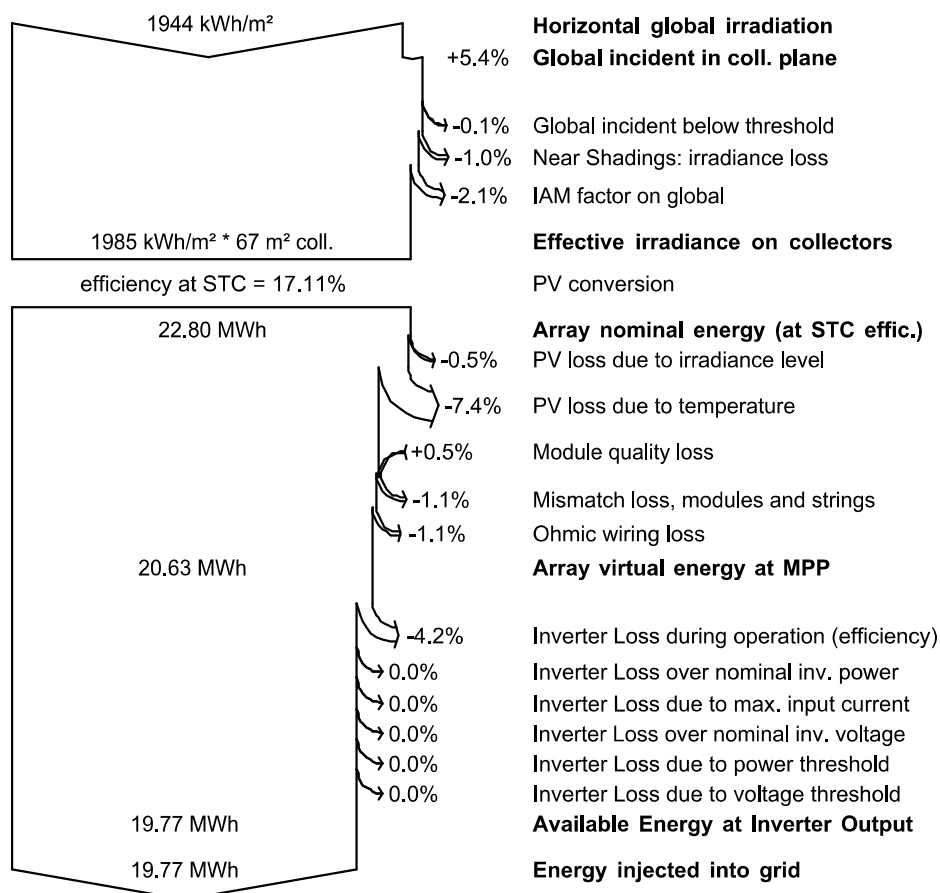 1944 kWh/m² Horizontal global irradiation
+5.4% Global incident in coll. plane
-0.1% Global incident below threshold
-1.0% Near Shadings: irradiance loss
-2.1% IAM factor on global
1985 kWh/m² * 67 m² coll. Effective irradiance on collectors
efficiency at STC = 17.11% PV conversion
22.80 MWh Array nominal energy (at STC effic.)
-0.5% PV loss due to irradiance level
-7.4% PV loss due to temperature
+0.5% Module quality loss
-1.1% Mismatch loss, modules and strings
-1.1% Ohmic wiring loss
20.63 MWh Array virtual energy at MPP
-4.2% Inverter Loss during operation (efficiency)
0.0% Inverter Loss over nominal inv. power
0.0% Inverter Loss due to max. input current
0.0% Inverter Loss over nominal inv. voltage
0.0% Inverter Loss due to power threshold
0.0% Inverter Loss due to voltage threshold
19.77 MWh Available Energy at Inverter Output
19.77 MWh Energy injected into grid